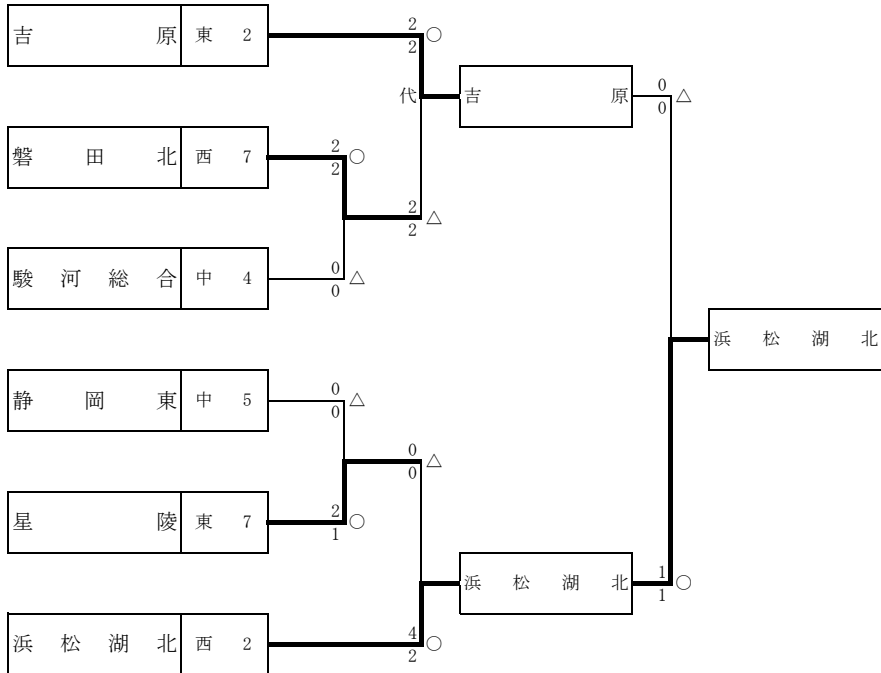 2 ○
吉 原 東 2
2
代 吉 原
0 △
0
磐 田 北 西 7
2 ○
2
2 △
2
駿 河 総 合 中 4
0 △
0
浜 松 湖 北
静 岡 東 中 5
0 △
0
0 △
0
星 陵 東 7
2 ○
1
浜 松 湖 北
1 ○
1
浜 松 湖 北 西 2
4 ○
2